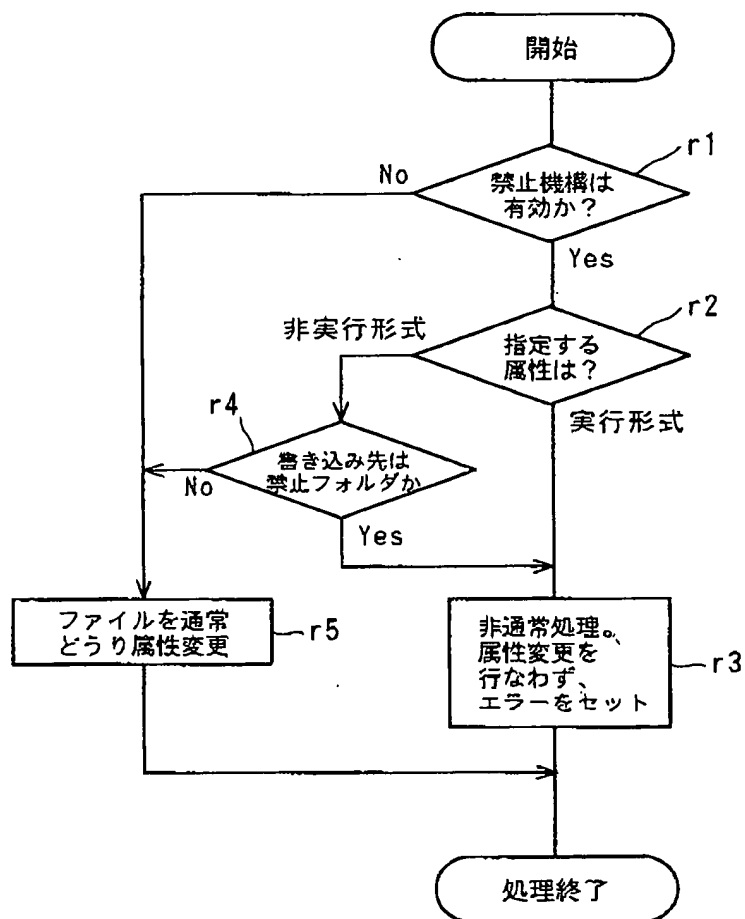 開始
r1
No
禁止機構は
有効か？
Yes
r2
非実行形式
指定する
属性は？
r4
実行形式
書き込み先は
禁止フォルダか
No
Yes
ファイルを通常
どうり属性変更
r5
非通常処理。
属性変更を
行なわず、
エラーをセット
r3
処理終了